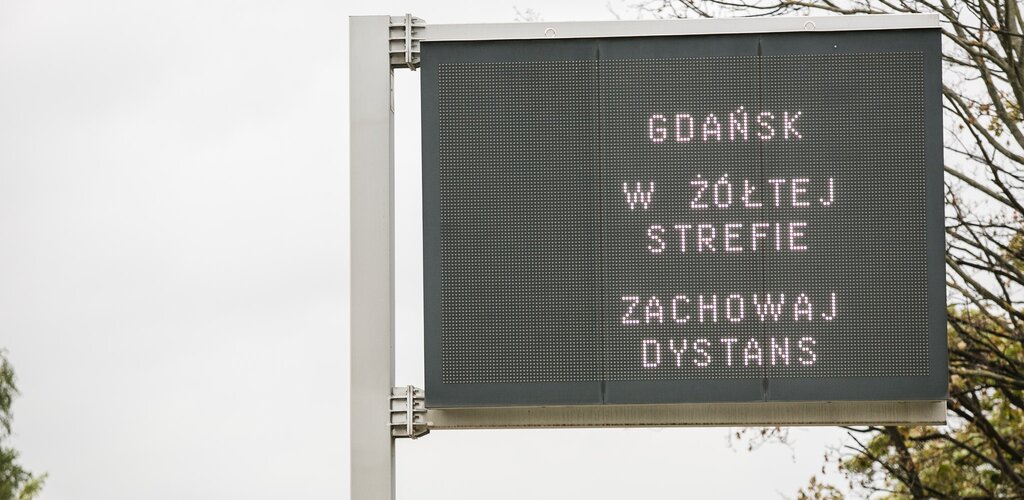 GDAŃSK
W ŻÓŁTEJ
STREFIE
ZACHOWAJ
DYSTANS